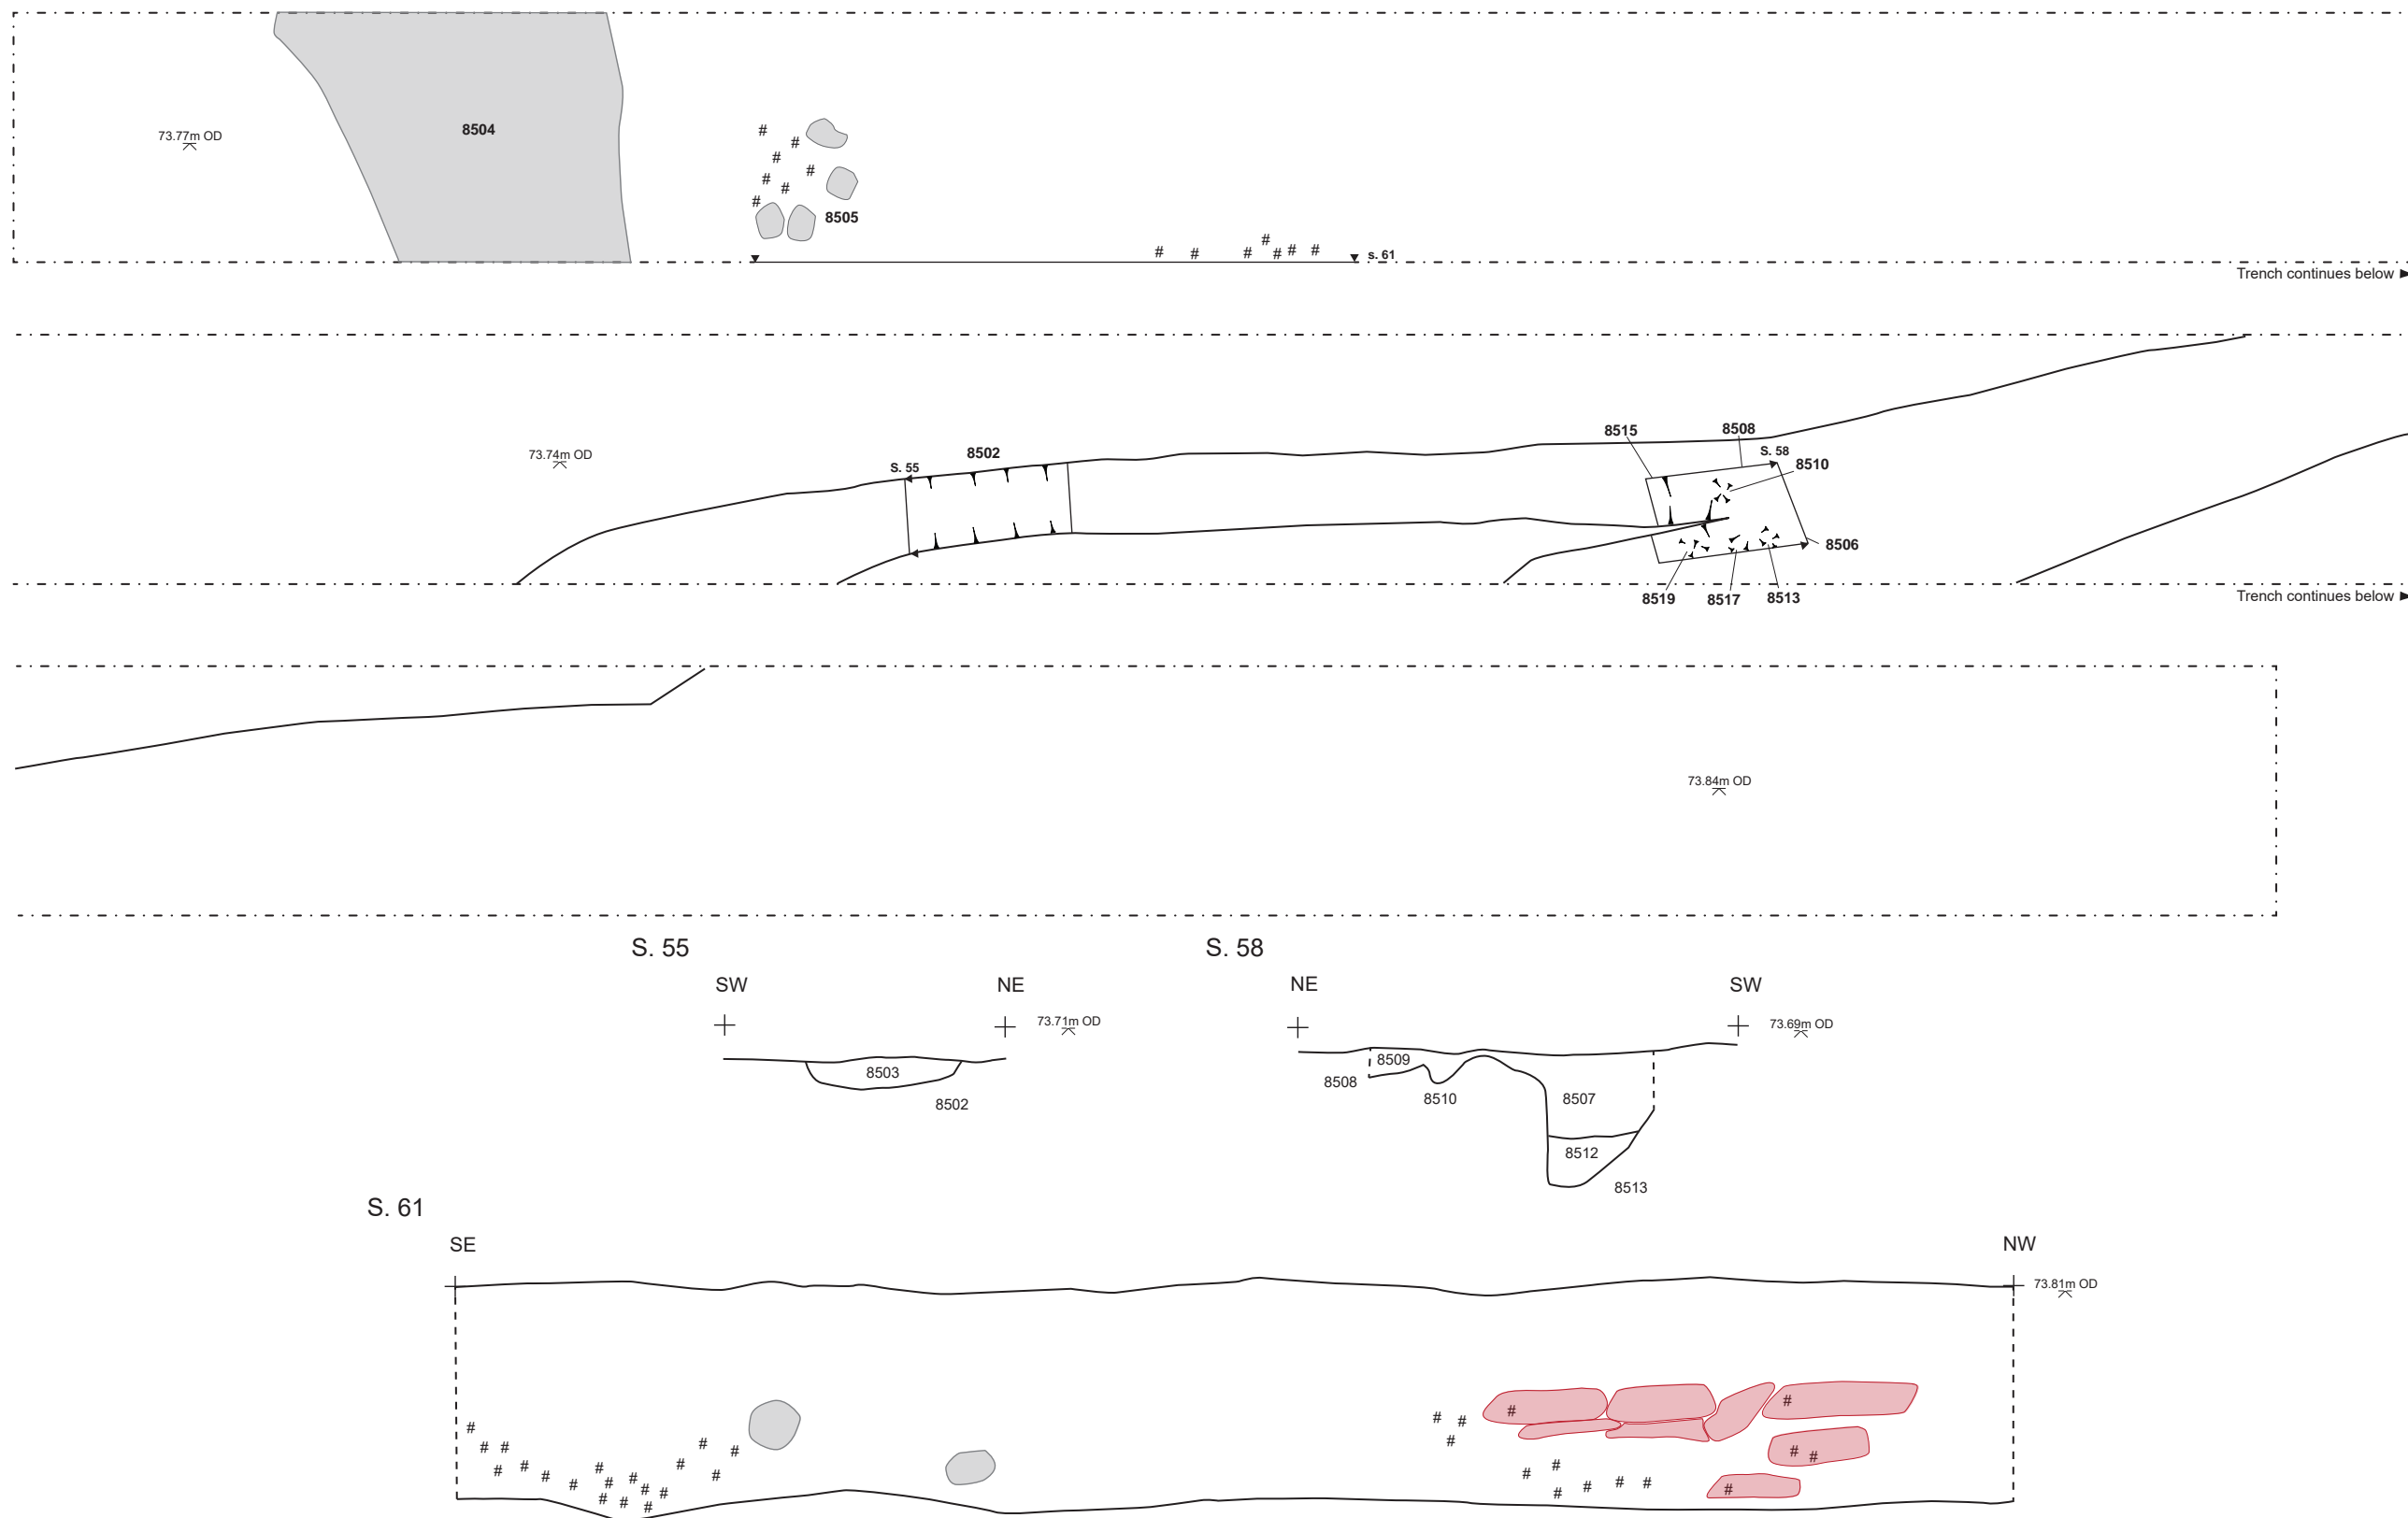 73.77m OD
8504
8505
s. 61
Trench continues below ►
73.74m OD
S. 55
8502
8515
8508
S. 58
8510
8506
8519
8517
8513
Trench continues below ►
73.84m OD
S. 55
SW
NE
73.71m OD
8503
8502
S. 58
NE
SW
73.69m OD
8509
8508
8510
8507
8512
8513
S. 61
SE
NW
73.81m OD